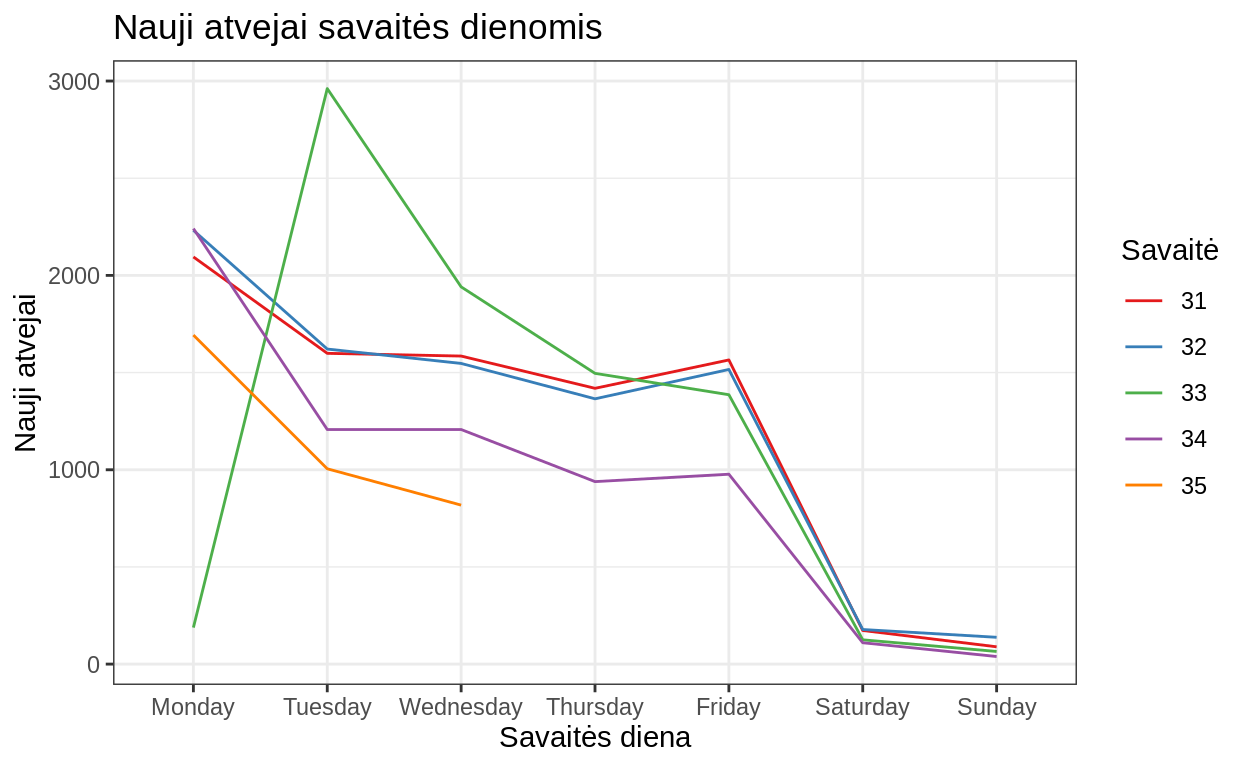 Nauji atvejai savaitės dienomis
3000
2000
1000
0
Nauji atvejai
Monday Tuesday Wednesday Thursday Friday Saturday Sunday
Savaitės diena
Savaitė
31
32
33
34
35